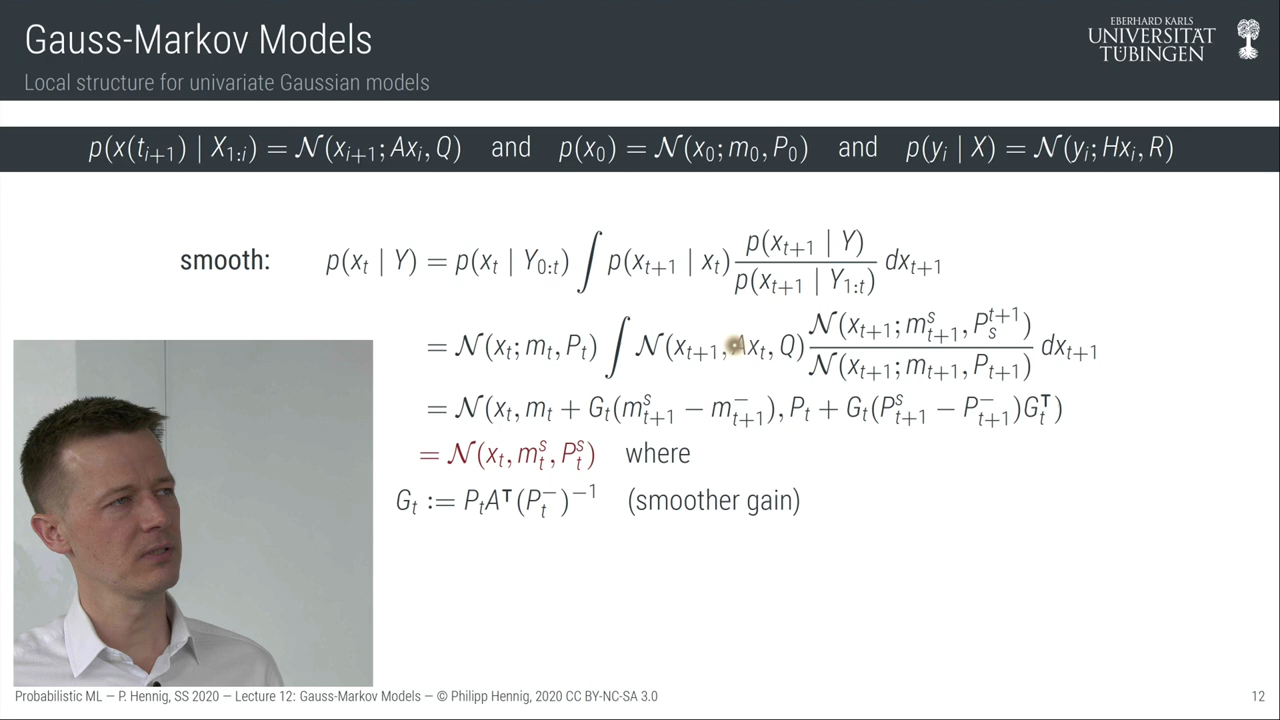 Gauss-Markov Models
Local structure for univariate Gaussian models
EBERHARD KARLS
UNIVERSITÄT
TÜBINGEN
p(x(t_{i+1}) | X_{1:i}) = 𝒩(x_{i+1}; Ax_i, Q) and p(x_0) = 𝒩(x_0; m_0, P_0) and p(y_i | X) = 𝒩(y_i; Hx_i, R)
smooth: p(x_t | Y) = p(x_t | Y_{0:t}) ∫ p(x_{t+1} | x_t) \frac{p(x_{t+1} | Y)}{p(x_{t+1} | Y_{1:t})} dx_{t+1}
= 𝒩(x_t; m_t, P_t) ∫ 𝒩(x_{t+1}, Ax_t, Q) \frac{𝒩(x_{t+1}; m^s_{t+1}, P_s^{t+1})}{𝒩(x_{t+1}; m_{t+1}, P_{t+1})} dx_{t+1}
= 𝒩(x_t, m_t + G_t(m^s_{t+1} − m^−_{t+1}), P_t + G_t(P^s_{t+1} − P^−_{t+1})G_t^⊤)
= 𝒩(x_t, m^s_t, P^s_t) where
G_t := P_t A^⊤(P^−_t)^{−1} (smoother gain)
Probabilistic ML — P. Hennig, SS 2020 — Lecture 12: Gauss-Markov Models — © Philipp Hennig, 2020 CC BY-NC-SA 3.0
12